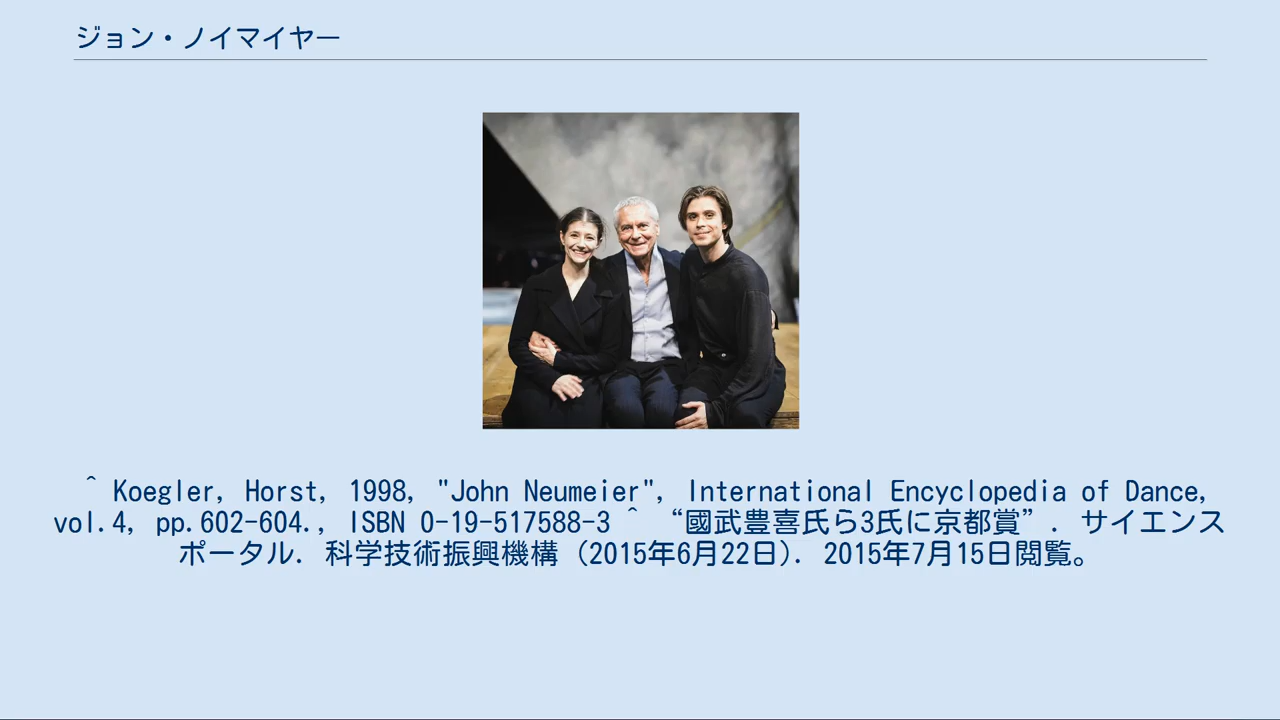 ジョン・ノイマイヤー
^ Koegler, Horst, 1998, "John Neumeier", International Encyclopedia of Dance,
vol.4, pp.602-604., ISBN 0-19-517588-3 ^ “國武豊喜氏ら3氏に京都賞”. サイエンス
ポータル. 科学技術振興機構 (2015年6月22日). 2015年7月15日閲覧。